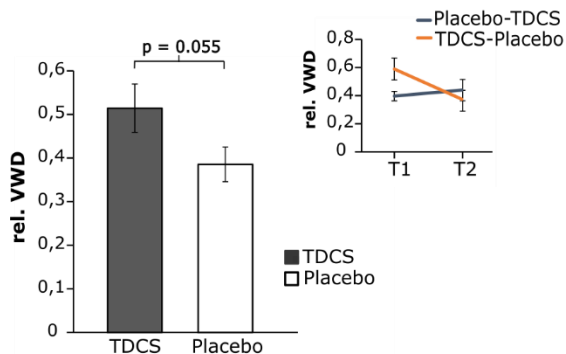 p = 0.055
0,6
0,5
0,4
0,3
0,2
0,1
0
rel. VWD
TDCS
Placebo
TDCS
Placebo
Placebo-TDCS
TDCS-Placebo
0,8
0,6
0,4
0,2
0
rel. VWD
T1
T2